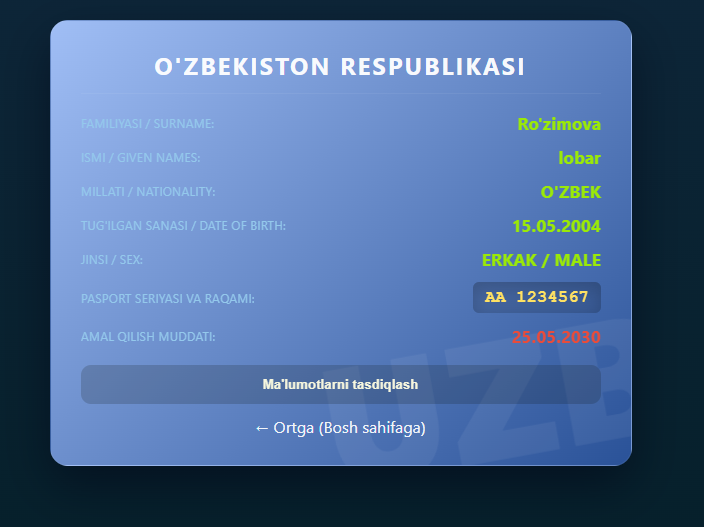 O'ZBEKISTON RESPUBLIKASI
FAMILIYASI / SURNAME: Ro'zimova
ISMI / GIVEN NAMES: lobar
MILLATI / NATIONALITY: O'ZBEK
TUG'ILGAN SANASI / DATE OF BIRTH: 15.05.2004
JINSI / SEX: ERKAK / MALE
PASPORT SERIYASI VA RAQAMI: AA 1234567
AMAL QILISH MUDDATI: 25.05.2030
UZB
Ma'lumotlarni tasdiqlash
← Ortga (Bosh sahifaga)